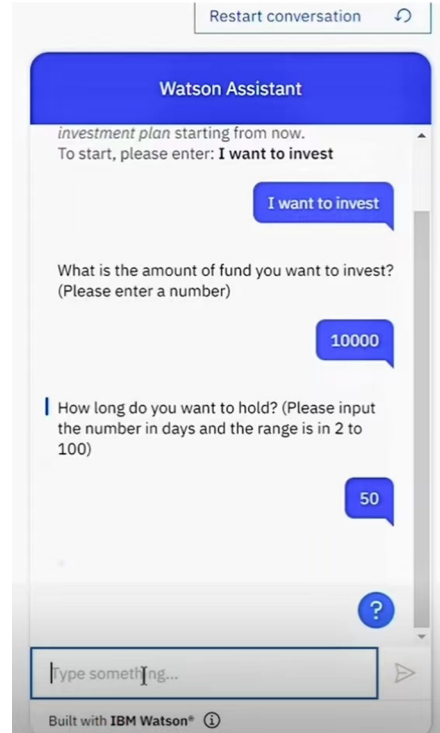 Restart conversation
Watson Assistant
investment plan starting from now.
To start, please enter: I want to invest
I want to invest
What is the amount of fund you want to invest?
(Please enter a number)
10000
How long do you want to hold? (Please input
the number in days and the range is in 2 to
100)
50
?
Type something...
Built with IBM Watson®